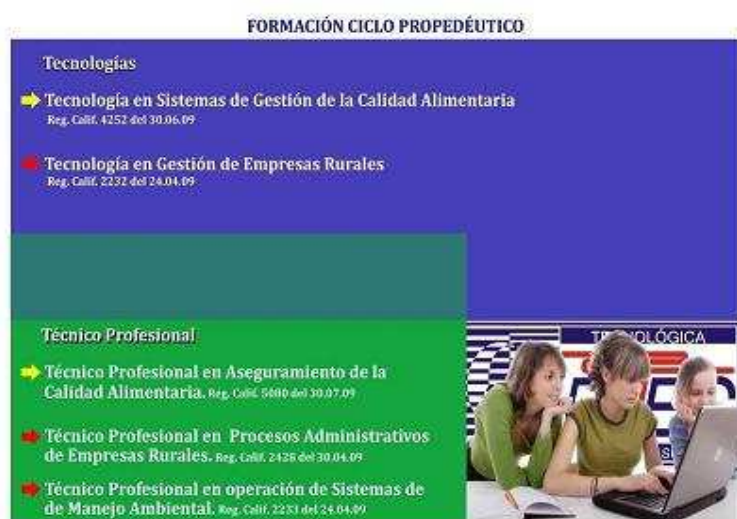 FORMACIÓN CICLO PROPEDÉUTICO
Tecnologías
Tecnología en Sistemas de Gestión de la Calidad Alimentaria
Reg. Calif. 4252 del 30.06.09
Tecnología en Gestión de Empresas Rurales
Reg. Calif. 2232 del 24.04.09
Técnico Profesional
Técnico Profesional en Aseguramiento de la
Calidad Alimentaria. Reg. Calif. 5080 del 30.07.09
Técnico Profesional en Procesos Administrativos
de Empresas Rurales. Reg. Calif. 2428 del 30.04.09
Técnico Profesional en operación de Sistemas de
de Manejo Ambiental. Reg. Calif. 2233 del 24.04.09